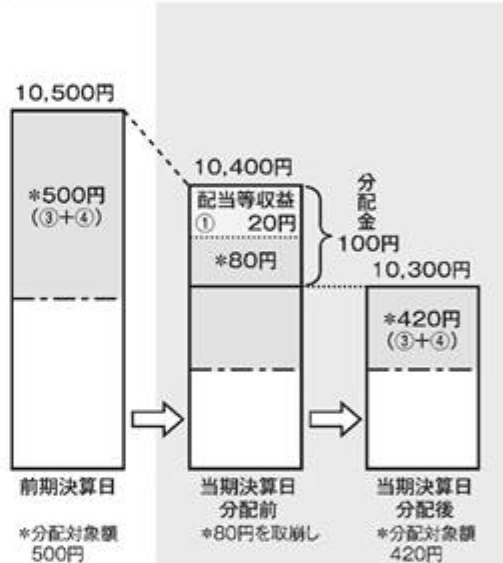 10,500円
*500円
(③+④)
10,400円
配当等収益
① 20円
*80円
分配金
100円
10,300円
*420円
(③+④)
前期決算日
*分配対象額
500円
当期決算日
分配前
*80円を取崩し
当期決算日
分配後
*分配対象額
420円